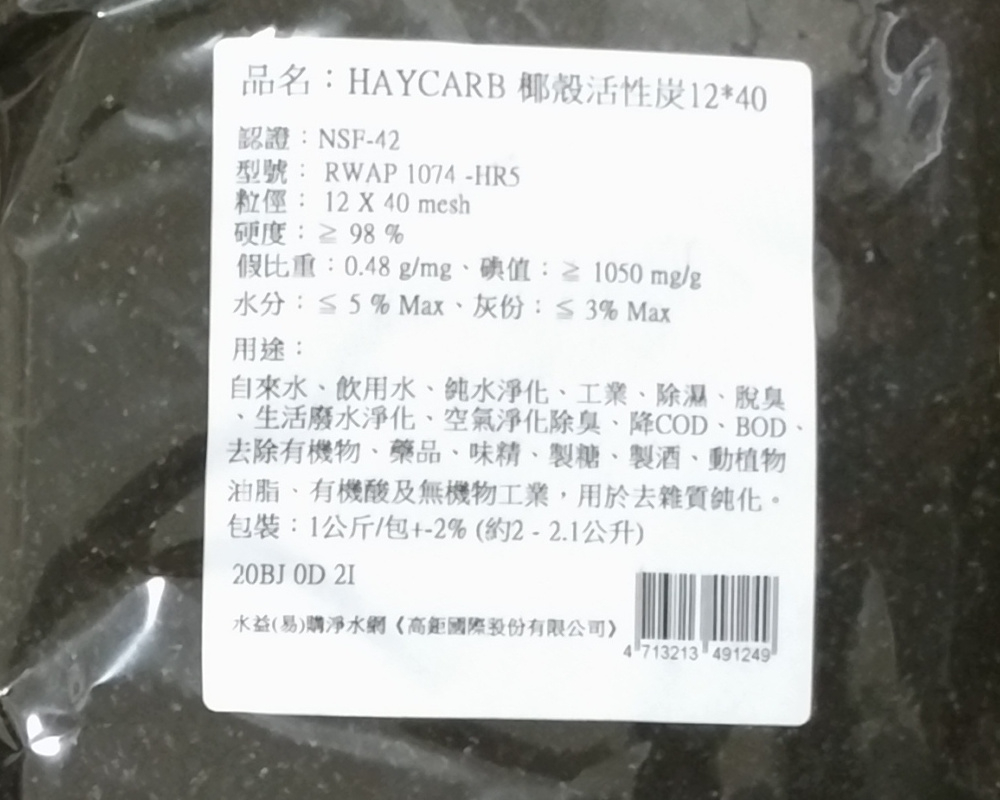 品名：HAYCARB 椰殼活性炭12*40
認證：NSF-42
型號： RWAP 1074 -HR5
粒徑： 12 X 40 mesh
硬度：≧ 98 %
假比重：0.48 g/mg、碘值：≧ 1050 mg/g
水分：≦ 5 % Max、灰份：≦ 3% Max
用途：
自來水、飲用水、純水淨化、工業、除濕、脫臭
、生活廢水淨化、空氣淨化除臭、降COD、BOD、
去除有機物、藥品、味精、製糖、製酒、動植物
油脂、有機酸及無機物工業，用於去雜質純化。
包裝：1公斤/包+-2% (約2 - 2.1公升)
20BJ 0D 2I
水益(易)購淨水網《高鉅國際股份有限公司》
4 713213 491249